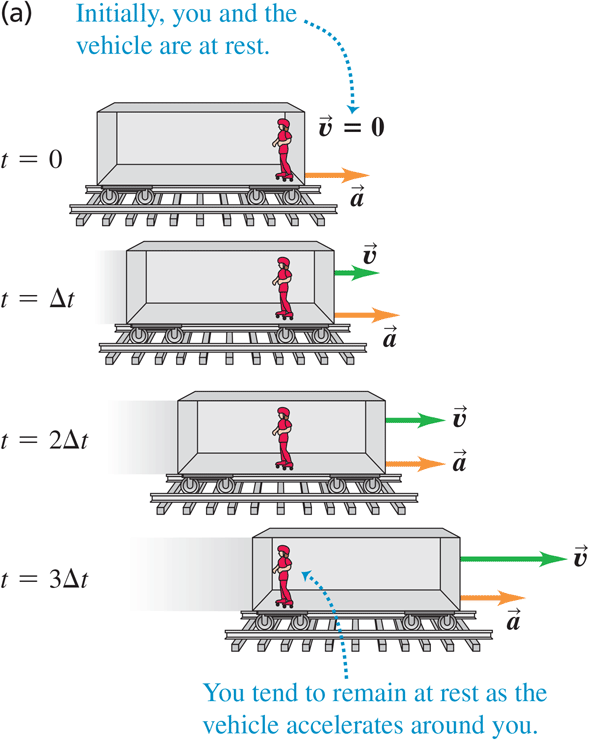 (a)
Initially, you and the
vehicle are at rest.
t = 0
v⃗ = 0
a⃗
t = Δt
v⃗
a⃗
t = 2Δt
v⃗
a⃗
t = 3Δt
v⃗
a⃗
You tend to remain at rest as the
vehicle accelerates around you.